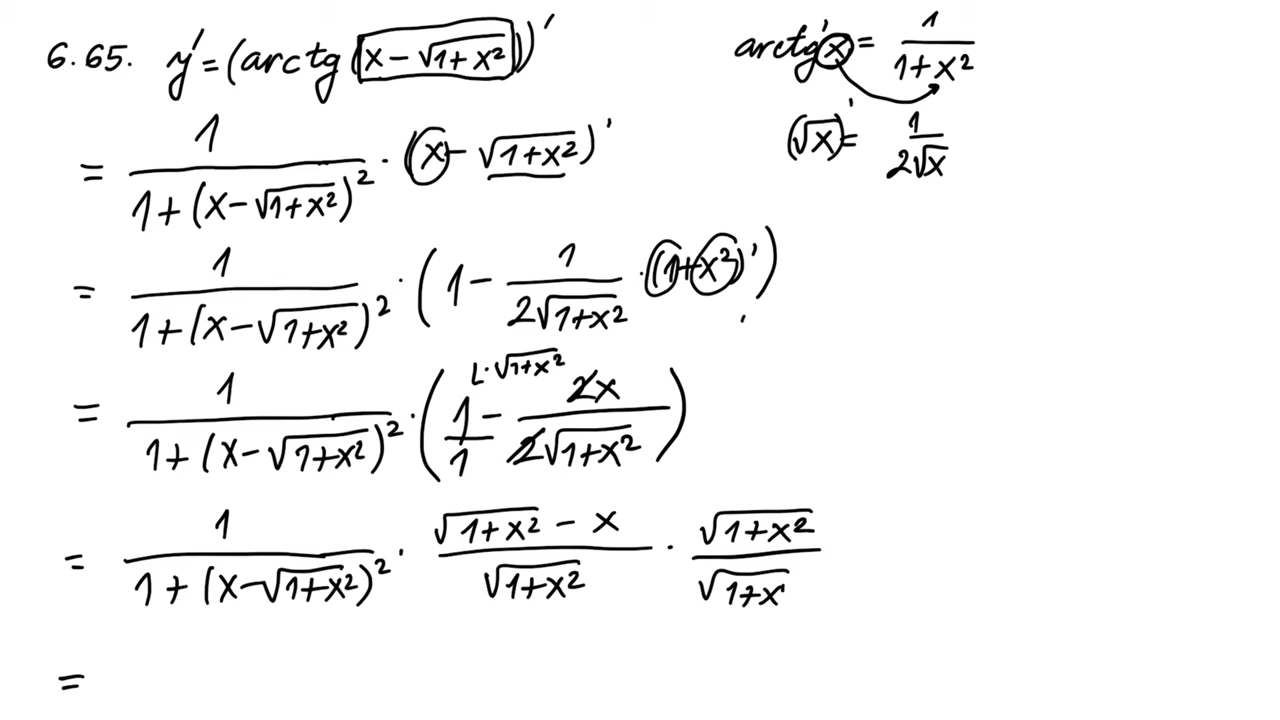 6.65. y' = (arctg (x − √(1+x²)))'
arctg'x = 1/(1+x²)
(√x)' = 1/(2√x)
= 1/(1+(x−√(1+x²))²) · (x − √(1+x²))'
= 1/(1+(x−√(1+x²))²) · (1 − 1/(2√(1+x²)) · (1+x²)')
L·√(1+x²)
= 1/(1+(x−√(1+x²))²) · (1/1 − 2x/(2√(1+x²)))
= 1/(1+(x−√(1+x²))²) · (√(1+x²) − x)/√(1+x²) · √(1+x²)/√(1+x'
=